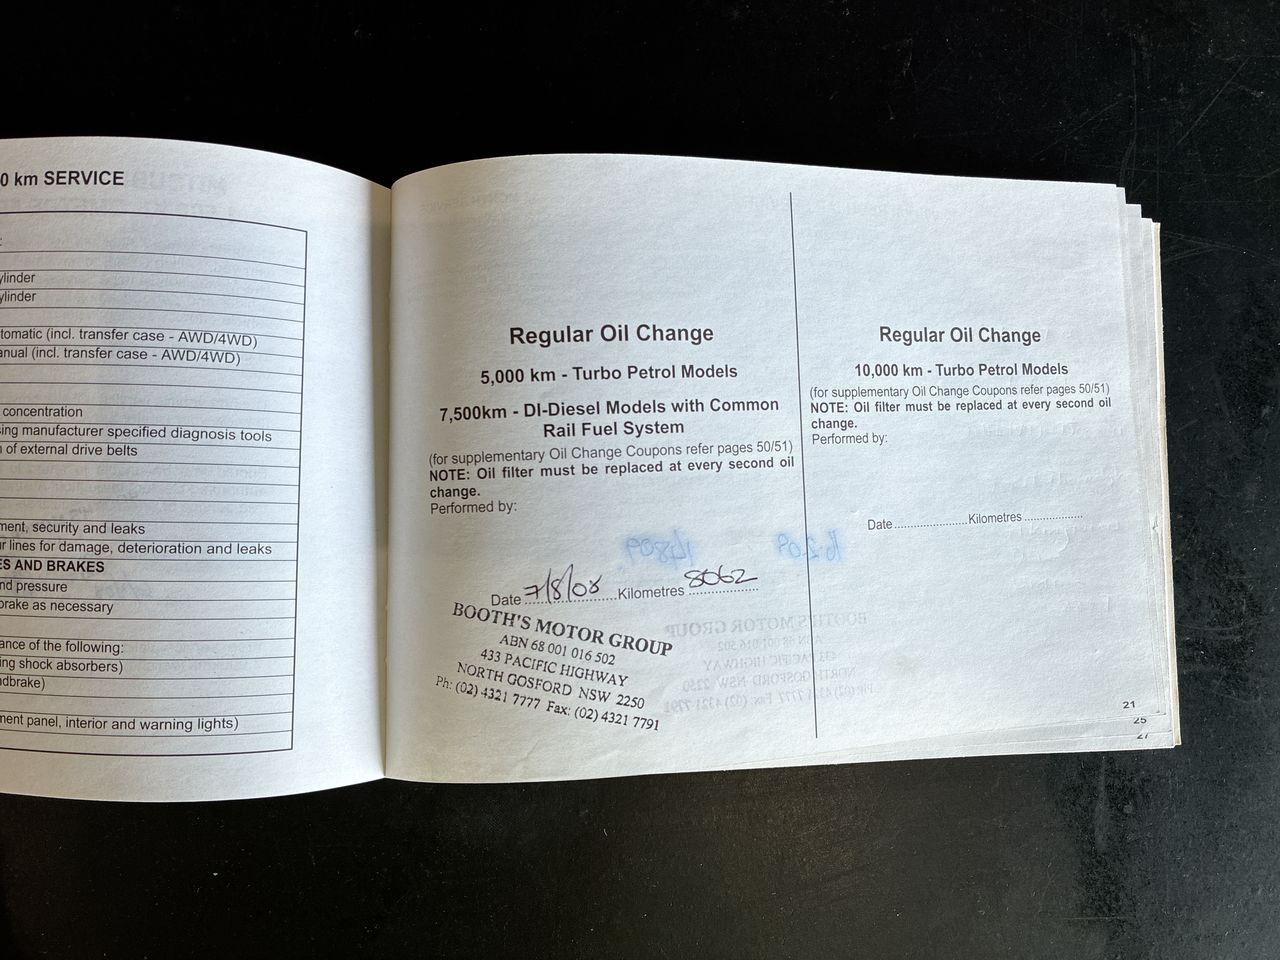 0 km SERVICE
:
ylinder
ylinder
tomatic (incl. transfer case - AWD/4WD)
anual (incl. transfer case - AWD/4WD)
concentration
ing manufacturer specified diagnosis tools
n of external drive belts
ment, security and leaks
ur lines for damage, deterioration and leaks
ES AND BRAKES
nd pressure
brake as necessary
ance of the following:
ing shock absorbers)
ndbrake)
ment panel, interior and warning lights)
Regular Oil Change
5,000 km - Turbo Petrol Models
7,500km - DI-Diesel Models with Common
Rail Fuel System
(for supplementary Oil Change Coupons refer pages 50/51)
NOTE: Oil filter must be replaced at every second oil
change.
Performed by:
Date 7/8/08 Kilometres 8062
BOOTH'S MOTOR GROUP
ABN 68 001 016 502
433 PACIFIC HIGHWAY
NORTH GOSFORD NSW 2250
Ph: (02) 4321 7777 Fax: (02) 4321 7791
Regular Oil Change
10,000 km - Turbo Petrol Models
(for supplementary Oil Change Coupons refer pages 50/51)
NOTE: Oil filter must be replaced at every second oil
change.
Performed by:
Date......................Kilometres..................
21
25
27